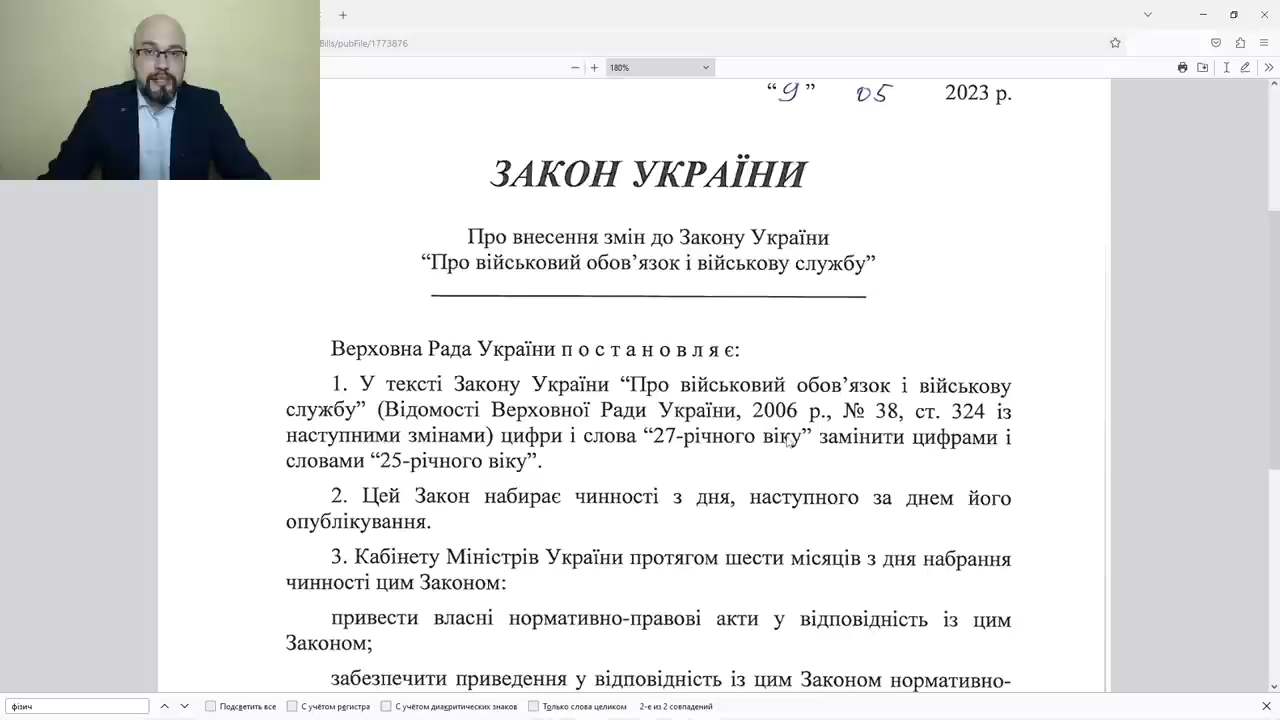 Bills/pubFile/1773876
180%
“9” 05 2023 р.
ЗАКОН УКРАЇНИ
Про внесення змін до Закону України
“Про військовий обов’язок і військову службу”
Верховна Рада України п о с т а н о в л я є:
1. У тексті Закону України “Про військовий обов’язок і військову
службу” (Відомості Верховної Ради України, 2006 р., № 38, ст. 324 із
наступними змінами) цифри і слова “27-річного віку” замінити цифрами і
словами “25-річного віку”.
2. Цей Закон набирає чинності з дня, наступного за днем його
опублікування.
3. Кабінету Міністрів України протягом шести місяців з дня набрання
чинності цим Законом:
привести власні нормативно-правові акти у відповідність із цим
Законом;
забезпечити приведення у відповідність із цим Законом нормативно-
фізич Подсветить все С учётом регистра С учётом диакритических знаков Только слова целиком 2-е из 2 совпадений